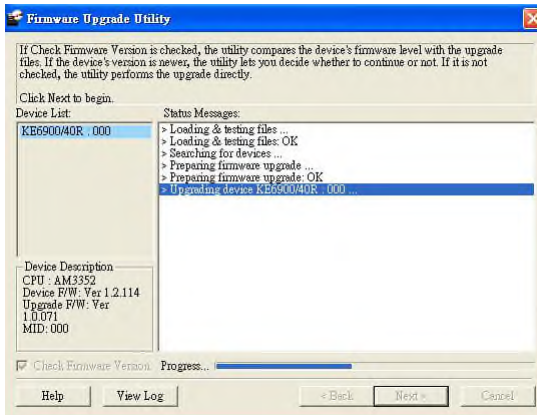 Firmware Upgrade Utility
If Check Firmware Version is checked, the utility compares the device's firmware level with the upgrade
files. If the device's version is newer, the utility lets you decide whether to continue or not. If it is not
checked, the utility performs the upgrade directly.
Click Next to begin.
Device List:
KE6900/40R : 000
Status Messages:
> Loading & testing files ...
> Loading & testing files: OK
> Searching for devices ...
> Preparing firmware upgrade ...
> Preparing firmware upgrade: OK
> Upgrading device KE6900/40R : 000 ...
Device Description
CPU : AM3352
Device F/W: Ver 1.2.114
Upgrade F/W: Ver
1.0.071
MID: 000
Check Firmware Version
Progress...
Help
View Log
< Back
Next >
Cancel